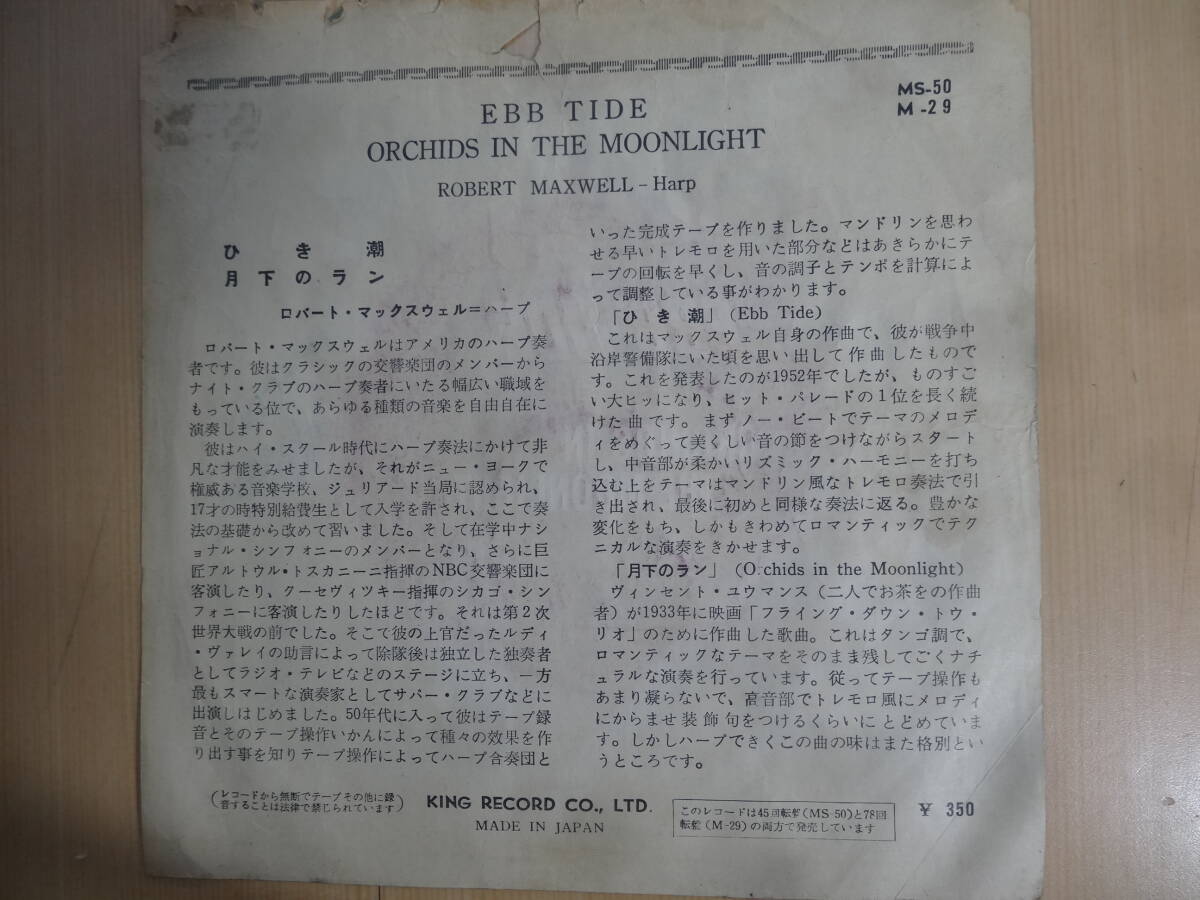 MS-50
M-29
EBB TIDE
ORCHIDS IN THE MOONLIGHT
ROBERT MAXWELL – Harp
ひき潮
月下のラン
ロバート・マックスウェル＝ハープ
ロバート・マックスウェルはアメリカのハープ奏
者です。彼はクラシックの交響楽団のメンバーから
ナイト・クラブのハープ奏者にいたる幅広い職域を
もっている位で、あらゆる種類の音楽を自由自在に
演奏します。
彼はハイ・スクール時代にハープ奏法にかけて非
凡な才能をみせましたが、それがニュー・ヨークで
権威ある音楽学校、ジュリアード当局に認められ、
17才の時特別給費生として入学を許され、ここで奏
法の基礎から改めて習いました。そして在学中ナシ
ョナル・シンフォニーのメンバーとなり、さらに巨
匠アルトウル・トスカニーニ指揮のNBC交響楽団に
客演したり、クーセヴィツキー指揮のシカゴ・シン
フォニーに客演したりしたほどです。それは第2次
世界大戦の前でした。そこで彼の上官だったルディ
・ヴァレイの助言によって除隊後は独立した独奏者
としてラジオ・テレビなどのステージに立ち、一方
最もスマートな演奏家としてサパー・クラブなどに
出演しはじめました。50年代に入って彼はテープ録
音とそのテープ操作いかんによって種々の効果を作
り出す事を知りテープ操作によってハープ合奏団と
いった完成テープを作りました。マンドリンを思わ
せる早いトレモロを用いた部分などはあきらかにテ
ープの回転を早くし、音の調子とテンポを計算によ
って調整している事がわかります。
「ひき潮」(Ebb Tide)
これはマックスウェル自身の作曲で、彼が戦争中
沿岸警備隊にいた頃を思い出して作曲したもので
す。これを発表したのが1952年でしたが、ものすご
い大ヒッになり、ヒット・パレードの1位を長く続
けた曲です。まずノー・ビートでテーマのメロデ
ィをめぐって美くしい音の節をつけながらスタート
し、中音部が柔かいリズミック・ハーモニーを打ち
込む上をテーマはマンドリン風なトレモロ奏法で引
き出され、最後に初めと同様な奏法に返る。豊かな
変化をもち、しかもきわめてロマンティックでテク
ニカルな演奏をきかせます。
「月下のラン」(Orchids in the Moonlight)
ヴィンセント・ユウマンス(二人でお茶をの作曲
者)が1933年に映画「フライング・ダウン・トウ・
リオ」のために作曲した歌曲。これはタンゴ調で、
ロマンティックなテーマをそのまま残してごくナチ
ュラルな演奏を行っています。従ってテープ操作も
あまり凝らないで、高音部でトレモロ風にメロディ
にからませ装飾句をつけるくらいにとどめていま
す。しかしハープできくこの曲の味はまた格別とい
うところです。
(レコードから無断でテープその他に録
音することは法律で禁じられています)
KING RECORD CO., LTD.
MADE IN JAPAN
このレコードは45回転盤(MS-50)と78回
転盤(M-29)の両方で発売しています
¥ 350